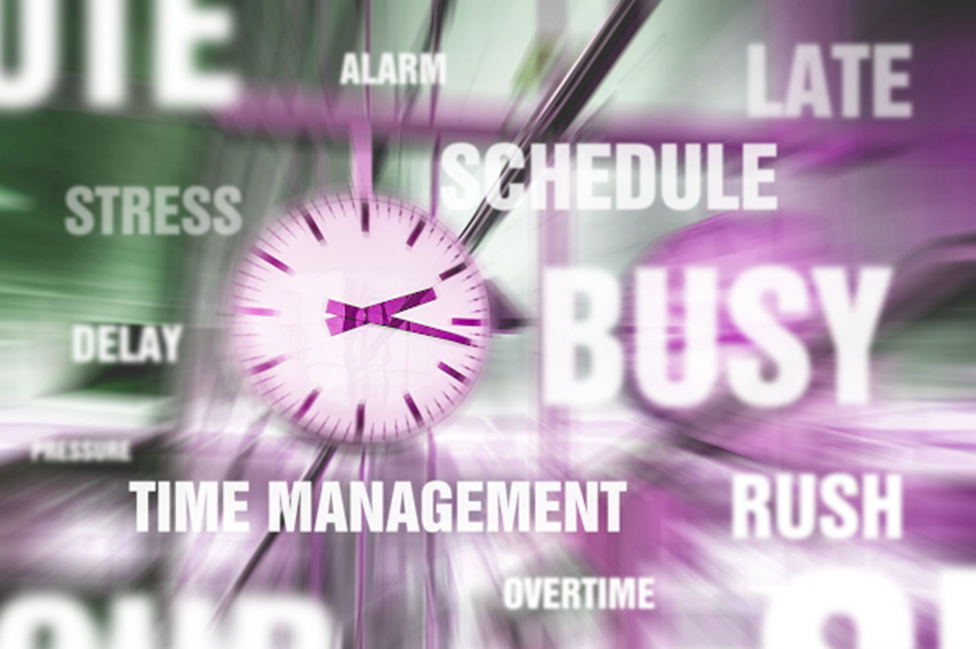 ALARM
LATE
SCHEDULE
STRESS
BUSY
DELAY
PRESSURE
TIME MANAGEMENT
RUSH
OVERTIME